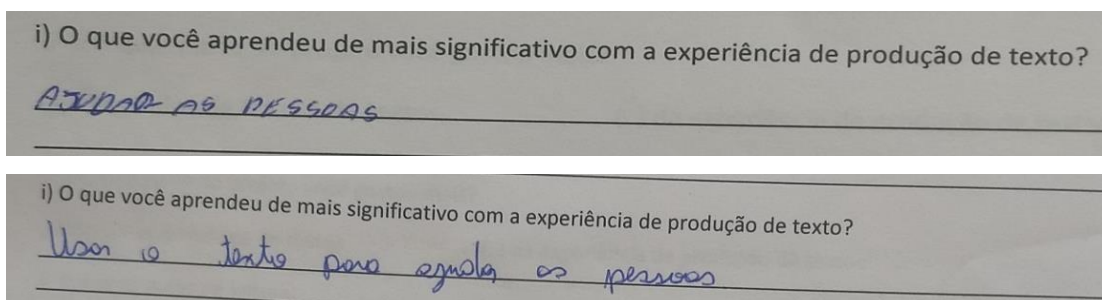 i) O que você aprendeu de mais significativo com a experiência de produção de texto?
AJUDAR AS PESSOAS
i) O que você aprendeu de mais significativo com a experiência de produção de texto?
Usar o texto para agudar as pessoas